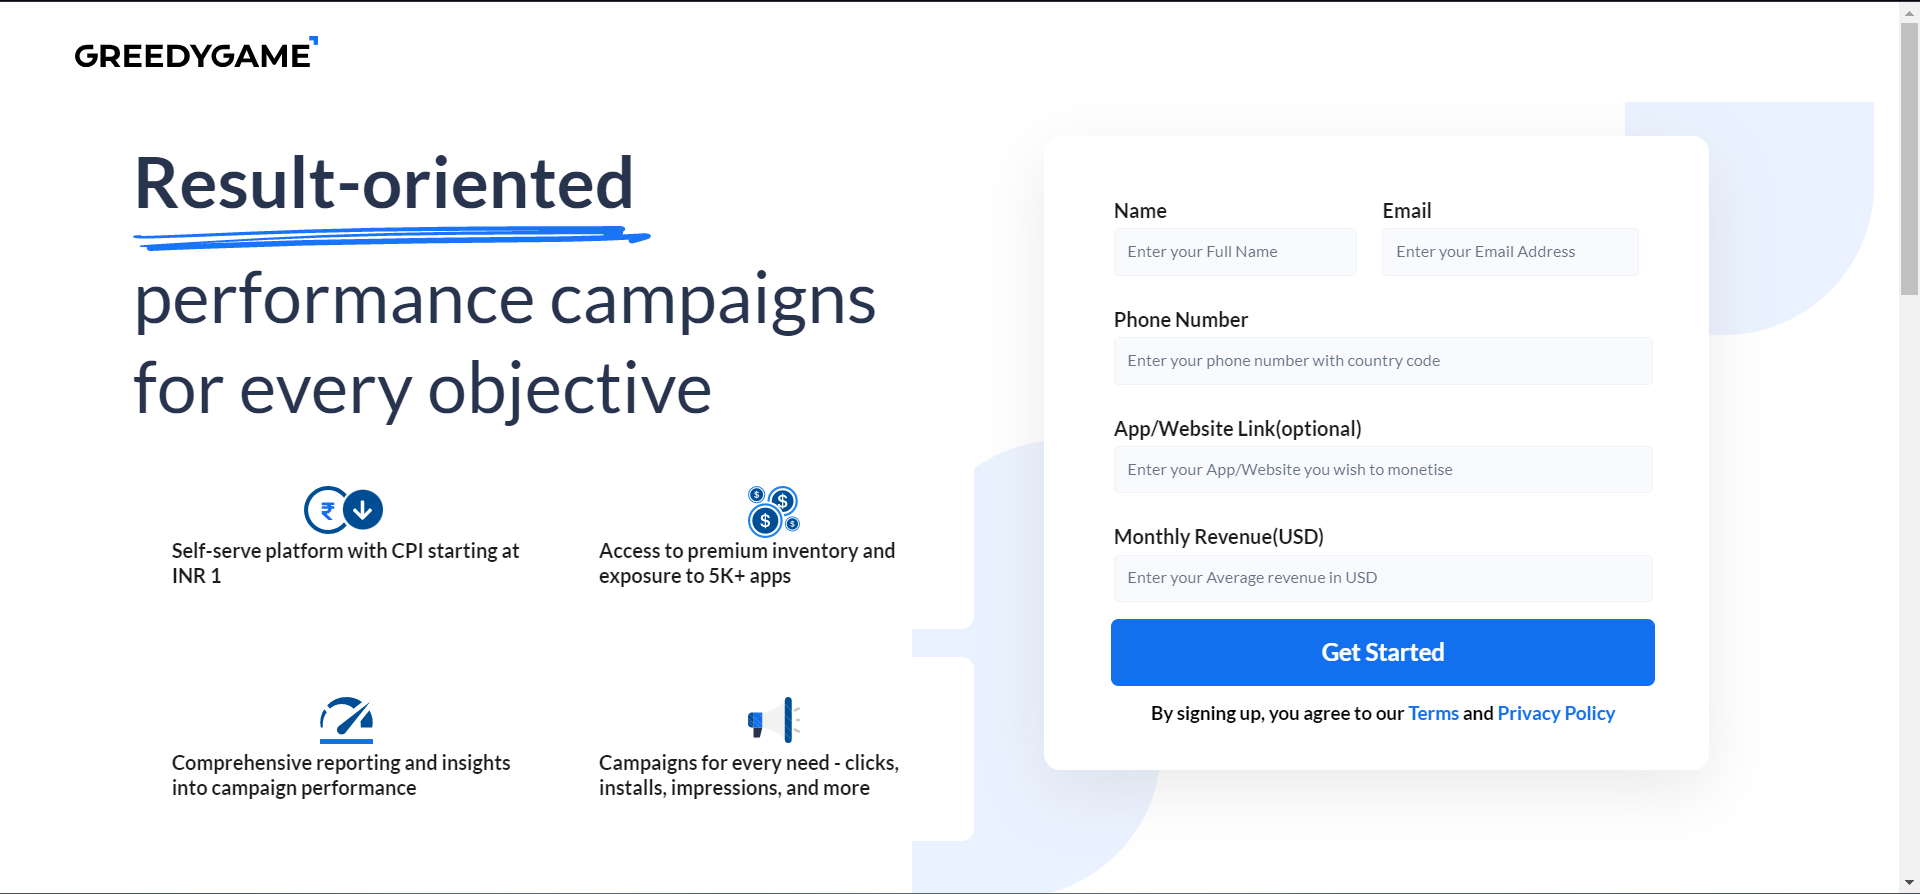 GREEDYGAME
Result-oriented
performance campaigns
for every objective
₹
Self-serve platform with CPI starting at
INR 1
$ $
$ $
Access to premium inventory and
exposure to 5K+ apps
Comprehensive reporting and insights
into campaign performance
Campaigns for every need - clicks,
installs, impressions, and more
Name
Enter your Full Name
Email
Enter your Email Address
Phone Number
Enter your phone number with country code
App/Website Link(optional)
Enter your App/Website you wish to monetise
Monthly Revenue(USD)
Enter your Average revenue in USD
Get Started
By signing up, you agree to our Terms and Privacy Policy